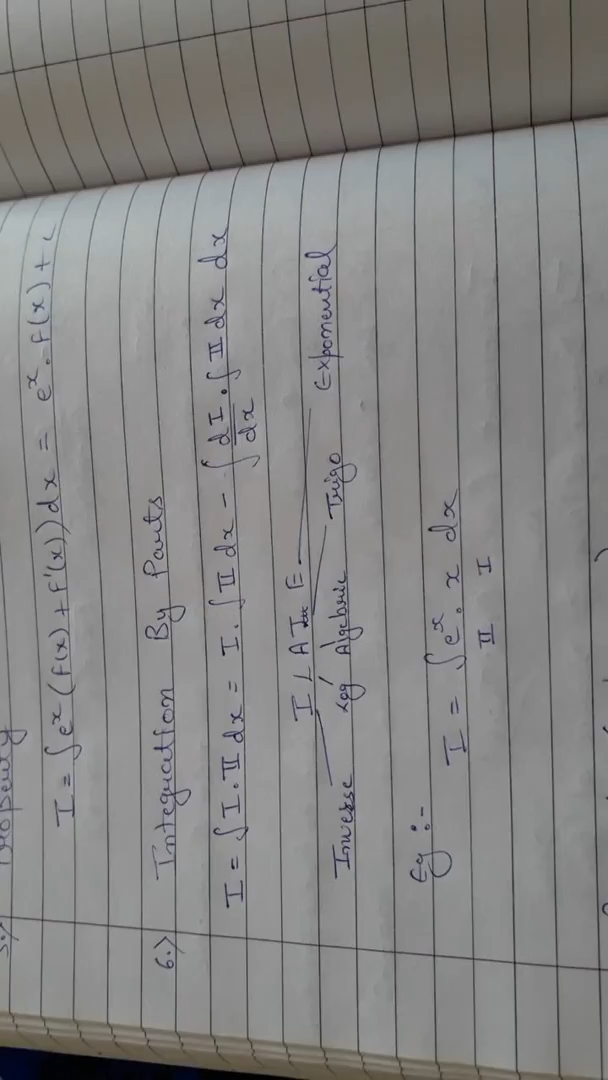 5.) Property
I = ∫eˣ (f(x) + f'(x)) dx = eˣ . f(x) + c
6.) Integration By Parts
I = ∫ I . II dx = I . ∫ II dx - ∫ dI/dx . ∫ II dx dx
I L A T E
Inverse Log Algebric Trigo Exponential
Eg :-
I = ∫ eˣ . x dx
II I